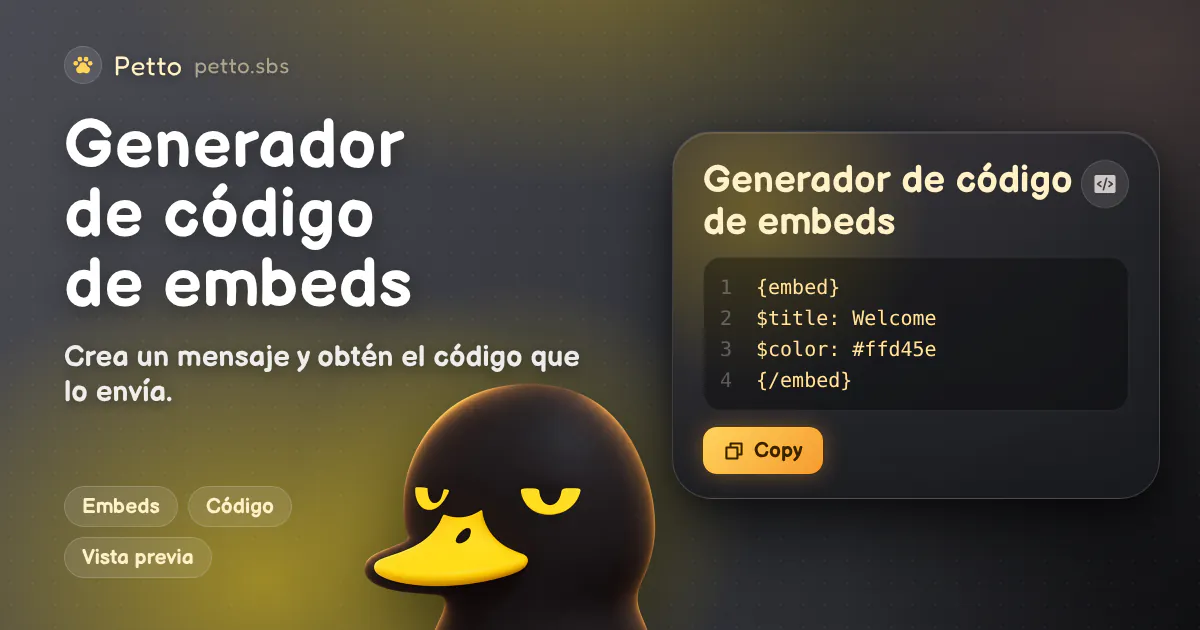 Petto petto.sbs
Generador
de código
de embeds
Crea un mensaje y obtén el código que
lo envía.
Embeds
Código
Vista previa
Generador de código
de embeds
1 {embed}
2 $title: Welcome
3 $color: #ffd45e
4 {/embed}
Copy